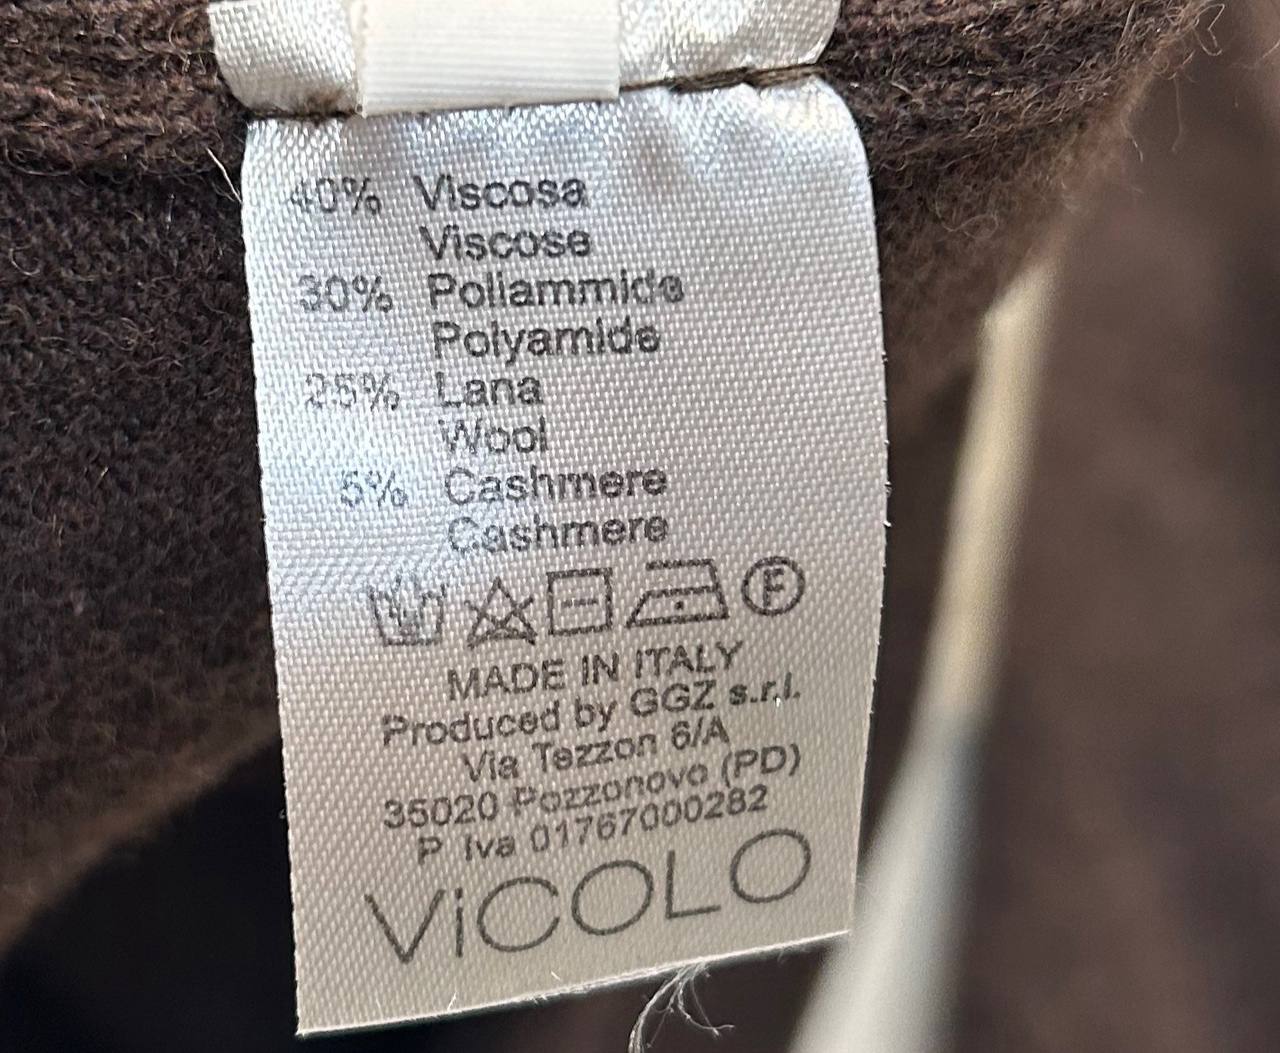 40% Viscosa
Viscose
30% Poliammide
Polyamide
25% Lana
Wool
5% Cashmere
Cashmere
F
MADE IN ITALY
Produced by GGZ s.r.l.
Via Tezzon 6/A
35020 Pozzonovo (PD)
P. Iva 01767000282
ViCOLO